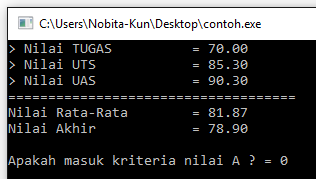 C:\Users\Nobita-Kun\Desktop\contoh.exe
> Nilai TUGAS = 70.00
> Nilai UTS = 85.30
> Nilai UAS = 90.30
====================================
Nilai Rata-Rata = 81.87
Nilai Akhir = 78.90
Apakah masuk kriteria nilai A ? = 0